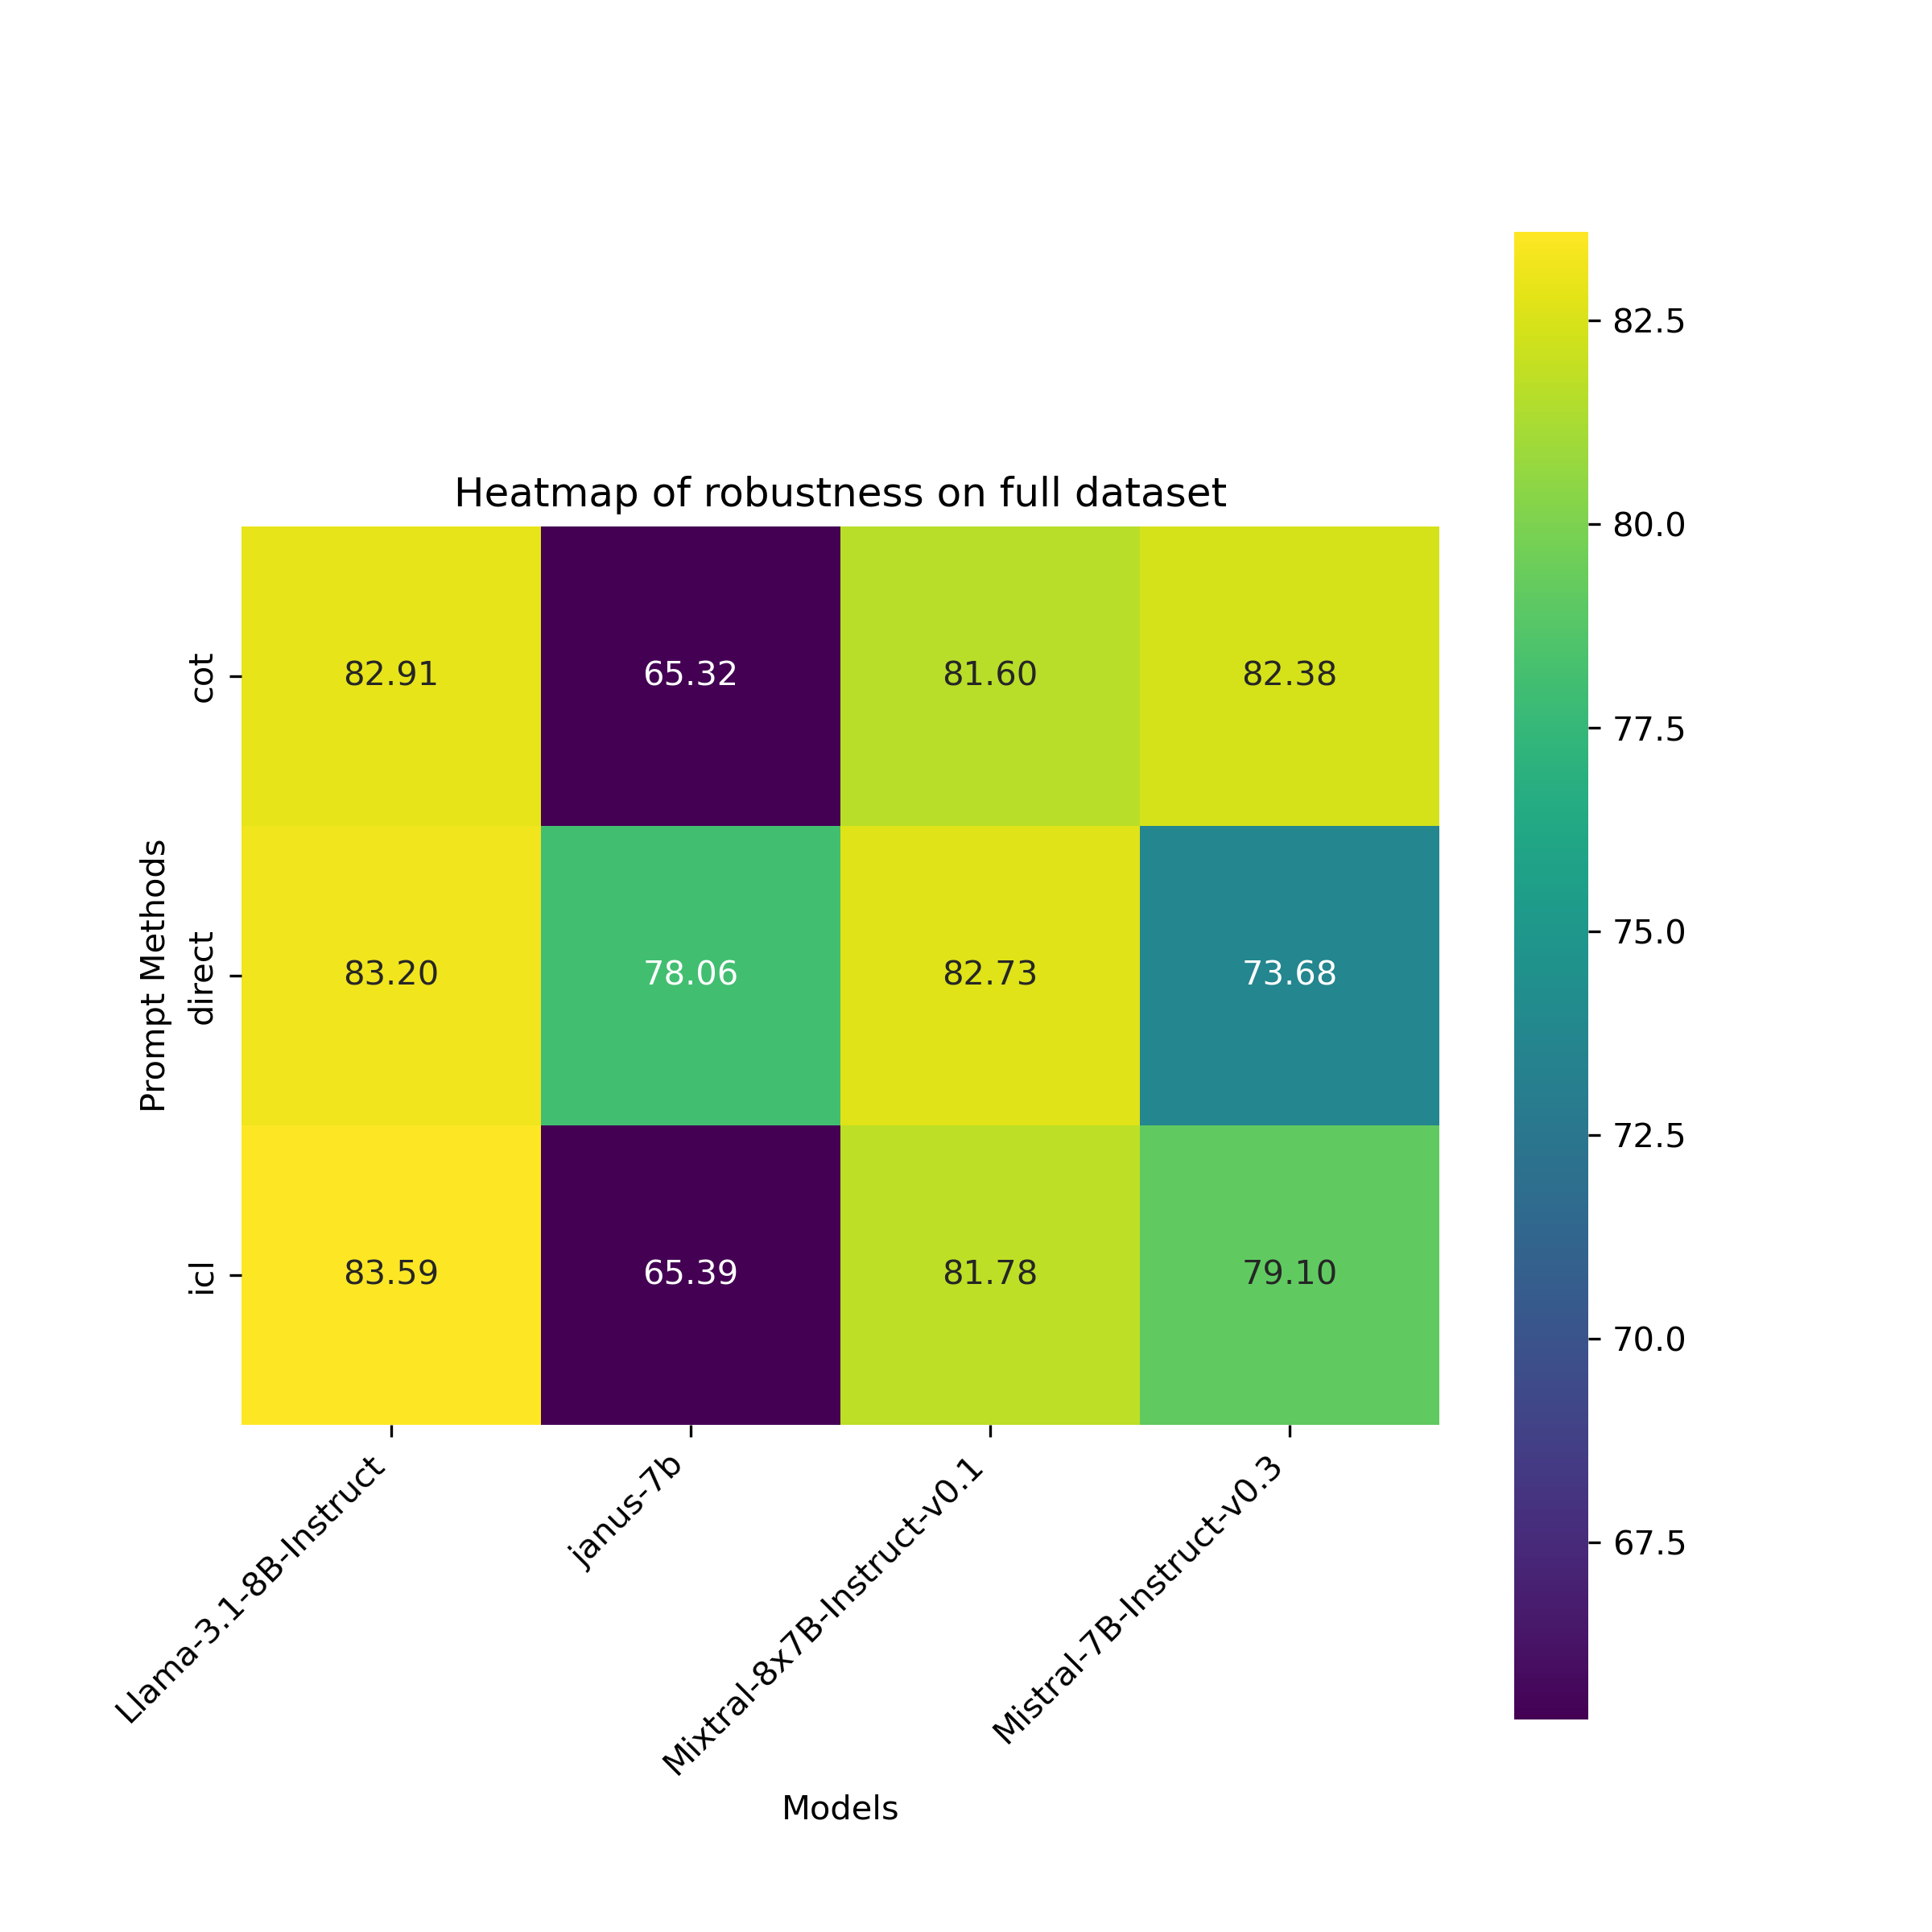 Heatmap of robustness on full dataset
Prompt Methods
cot
82.91 65.32 81.60 82.38
direct
83.20 78.06 82.73 73.68
icl
83.59 65.39 81.78 79.10
Llama-3.1-8B-Instruct
janus-7b
Mixtral-8x7B-Instruct-v0.1
Mistral-7B-Instruct-v0.3
Models
82.5
80.0
77.5
75.0
72.5
70.0
67.5